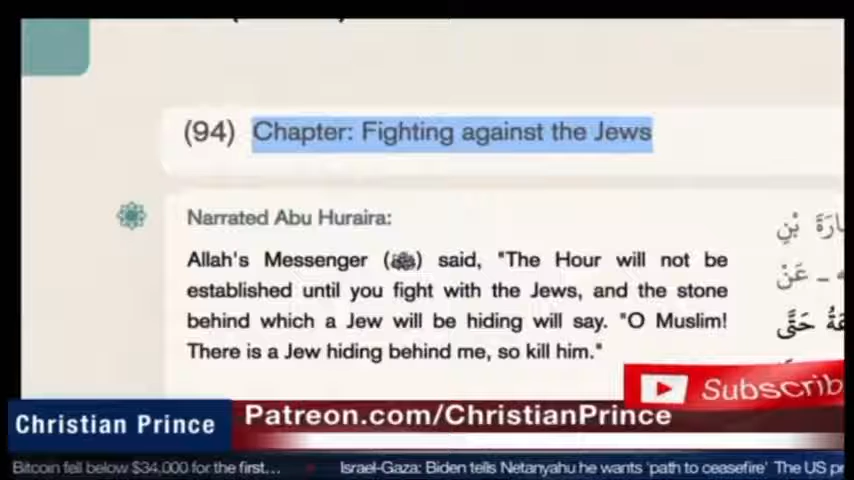 (94) Chapter: Fighting against the Jews
Narrated Abu Huraira:
Allah's Messenger (ﷺ) said, "The Hour will not be
established until you fight with the Jews, and the stone
behind which a Jew will be hiding will say. "O Muslim!
There is a Jew hiding behind me, so kill him."
ارَةَ بْنِ
ـ عَنْ
حَتَّى
Subscrib
Christian Prince
Patreon.com/ChristianPrince
Bitcoin fell below $34,000 for the first... Israel-Gaza: Biden tells Netanyahu he wants 'path to ceasefire' The US pr